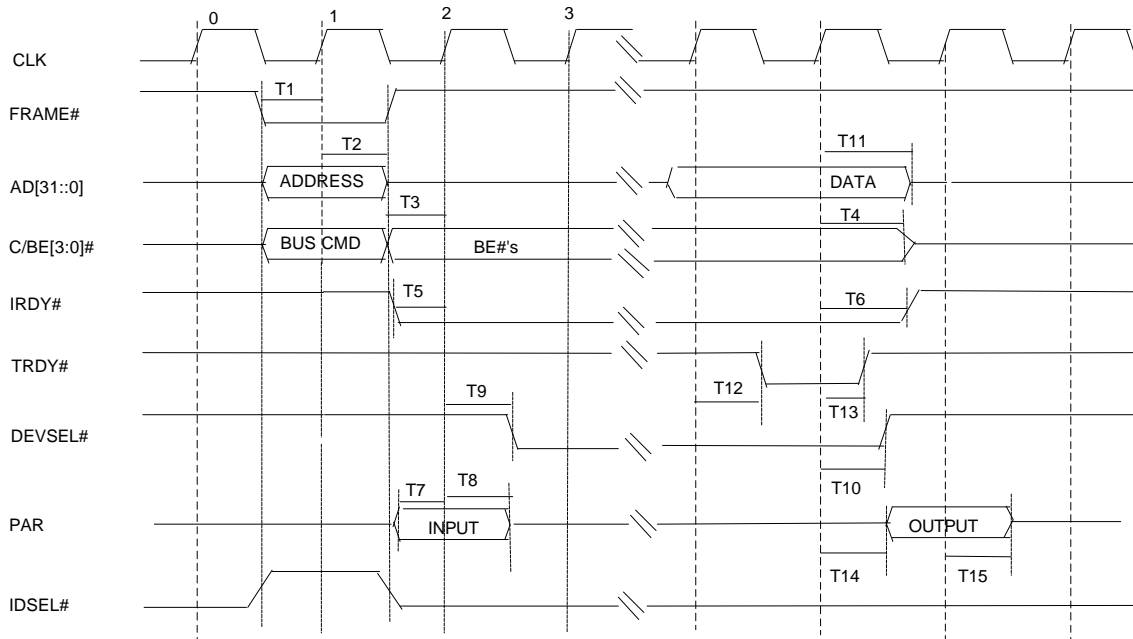 0 1 2 3
CLK
T1
FRAME#
T2 T11
AD[31::0] ADDRESS DATA
T3 T4
C/BE[3:0]# BUS CMD BE#'s
T5 T6
IRDY#
TRDY#
T9 T12 T13
DEVSEL#
T7 T8 T10
PAR INPUT OUTPUT
T14 T15
IDSEL#